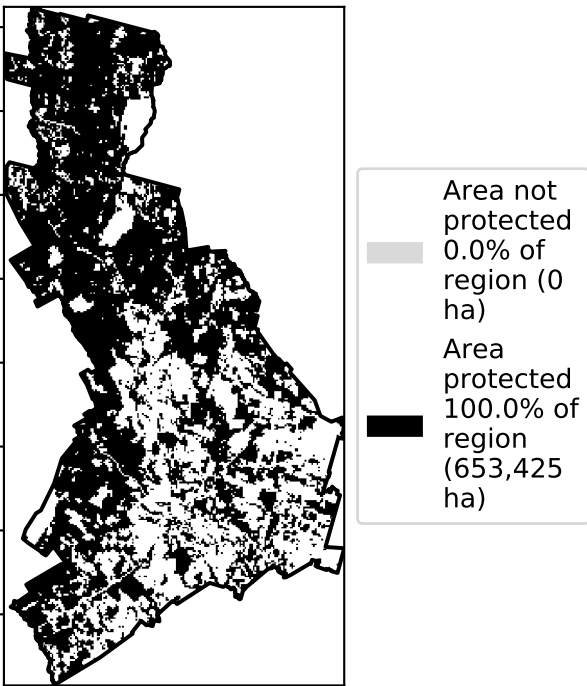 Area not
protected
0.0% of
region (0
ha)
Area
protected
100.0% of
region
(653,425
ha)